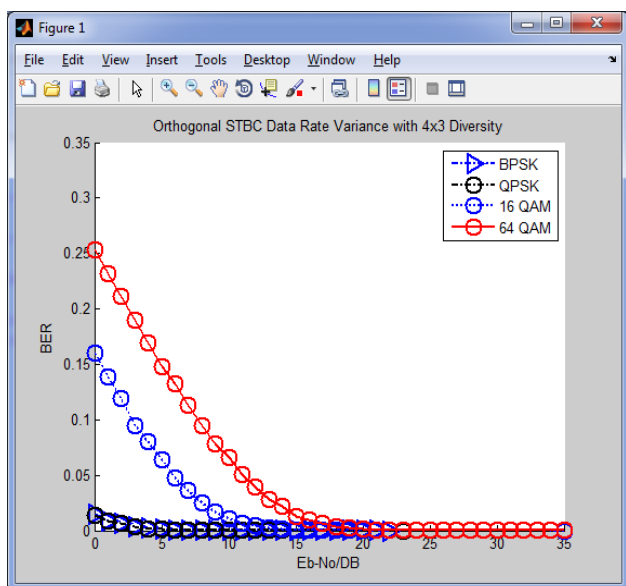 Figure 1
File Edit View Insert Tools Desktop Window Help
Orthogonal STBC Data Rate Variance with 4x3 Diversity
0.35
0.3
0.25
0.2
0.15
0.1
0.05
0
BER
BPSK
QPSK
16 QAM
64 QAM
0 5 10 15 20 25 30 35
Eb-No/DB